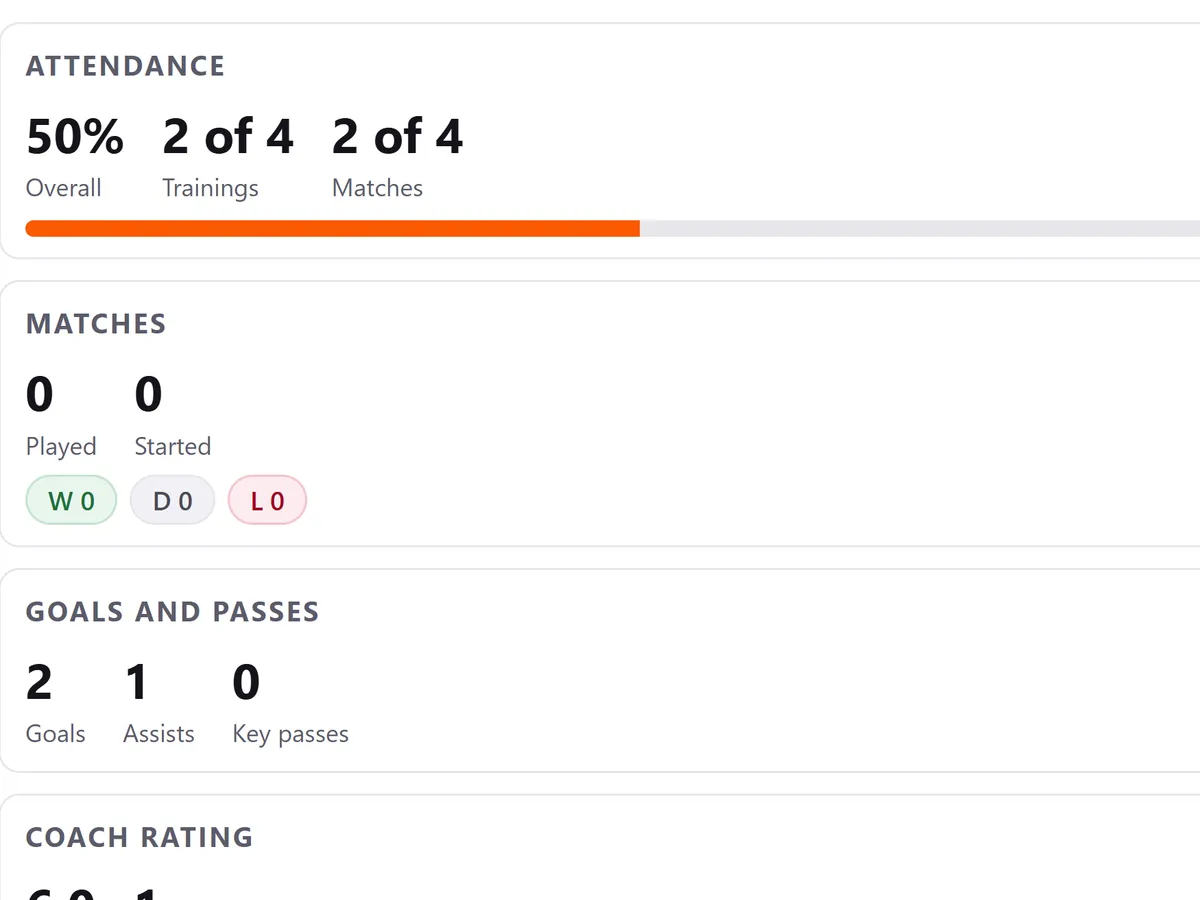 ATTENDANCE
50% 2 of 4 2 of 4
Overall Trainings Matches
MATCHES
0 0
Played Started
W 0 D 0 L 0
GOALS AND PASSES
2 1 0
Goals Assists Key passes
COACH RATING